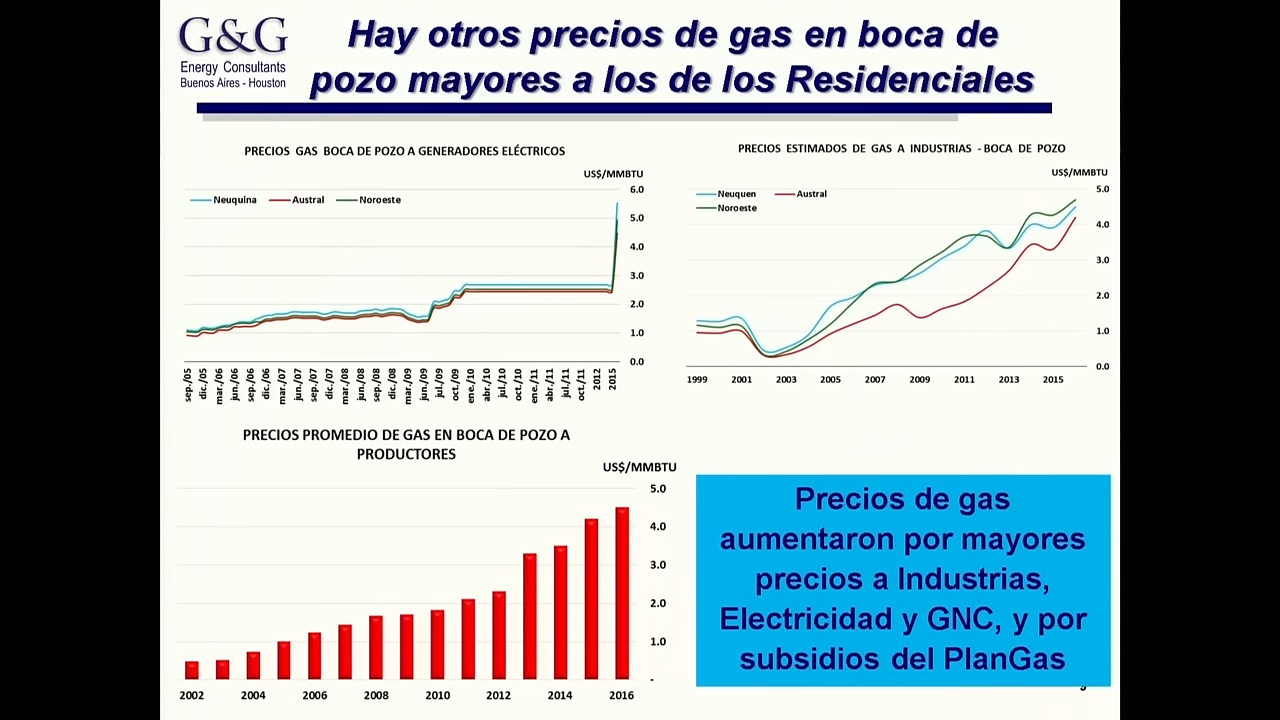 G&G
Energy Consultants
Buenos Aires - Houston
Hay otros precios de gas en boca de
pozo mayores a los de los Residenciales
PRECIOS GAS BOCA DE POZO A GENERADORES ELÉCTRICOS
US$/MMBTU
Neuquina Austral Noroeste
6.0
5.0
4.0
3.0
2.0
1.0
0.0
sep./05 dic./05 mar./06 jun./06 sep./06 dic./06 mar./07 jun./07 sep./07 dic./07 mar./08 jun./08 sep./08 dic./08 mar./09 jun./09 jul./09 oct./09 ene./10 abr./10 jul./10 oct./10 ene./11 abr./11 jul./11 oct./11 2012 2015
PRECIOS ESTIMADOS DE GAS A INDUSTRIAS - BOCA DE POZO
US$/MMBTU
Neuquen Austral
Noroeste
5.0
4.0
3.0
2.0
1.0
0.0
1999 2001 2003 2005 2007 2009 2011 2013 2015
PRECIOS PROMEDIO DE GAS EN BOCA DE POZO A
PRODUCTORES
US$/MMBTU
5.0
4.0
3.0
2.0
1.0
-
2002 2004 2006 2008 2010 2012 2014 2016
Precios de gas
aumentaron por mayores
precios a Industrias,
Electricidad y GNC, y por
subsidios del PlanGas